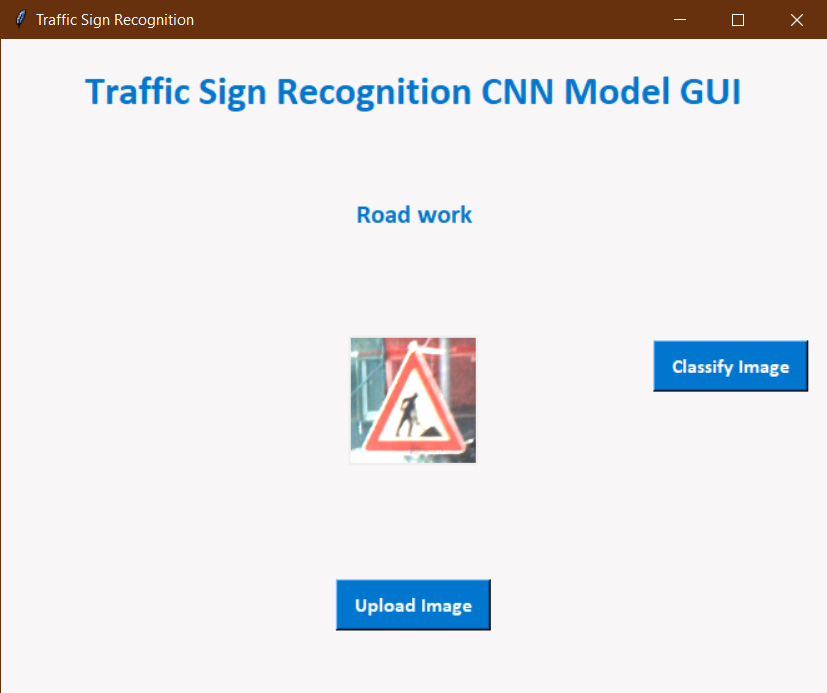 Traffic Sign Recognition
Traffic Sign Recognition CNN Model GUI
Road work
Classify Image
Upload Image